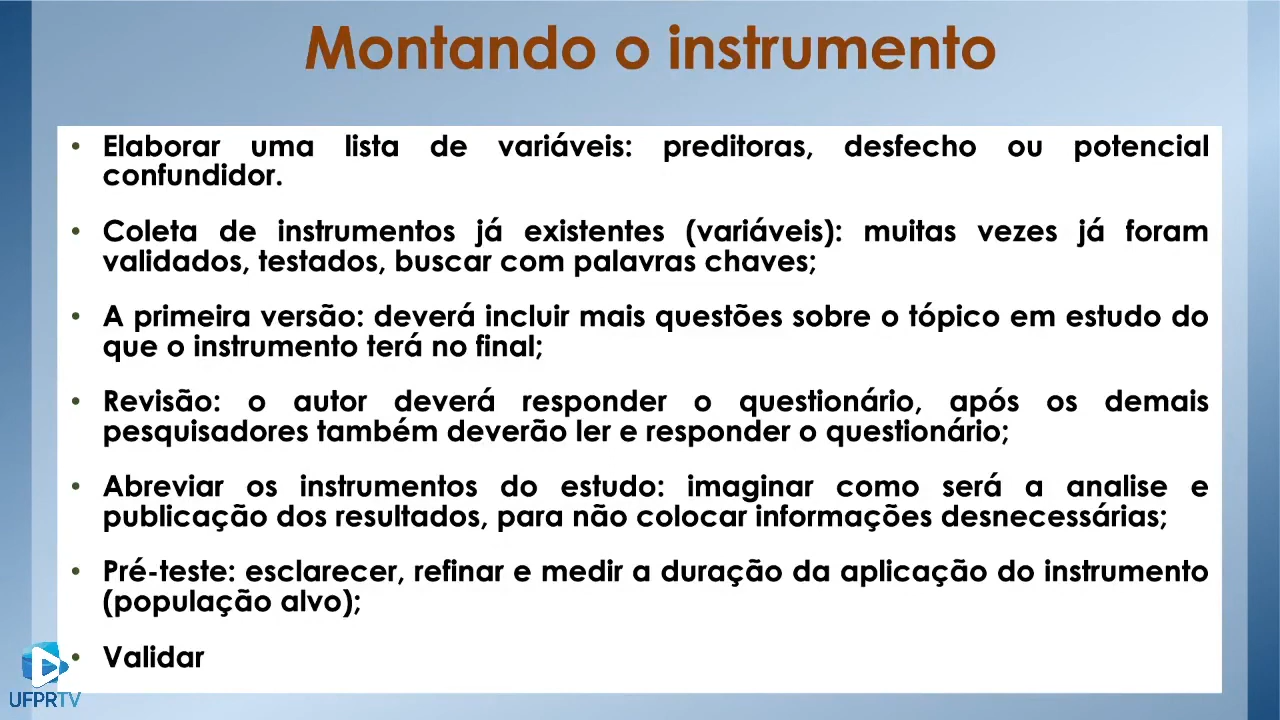 Montando o instrumento
• Elaborar uma lista de variáveis: preditoras, desfecho ou potencial
confundidor.
• Coleta de instrumentos já existentes (variáveis): muitas vezes já foram
validados, testados, buscar com palavras chaves;
• A primeira versão: deverá incluir mais questões sobre o tópico em estudo do
que o instrumento terá no final;
• Revisão: o autor deverá responder o questionário, após os demais
pesquisadores também deverão ler e responder o questionário;
• Abreviar os instrumentos do estudo: imaginar como será a analise e
publicação dos resultados, para não colocar informações desnecessárias;
• Pré-teste: esclarecer, refinar e medir a duração da aplicação do instrumento
(população alvo);
• Validar
UFPRTV